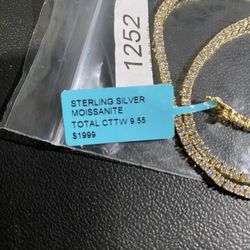 1252
STERLING SILVER
MOISSANITE
TOTAL CTTW 9.55
$1999